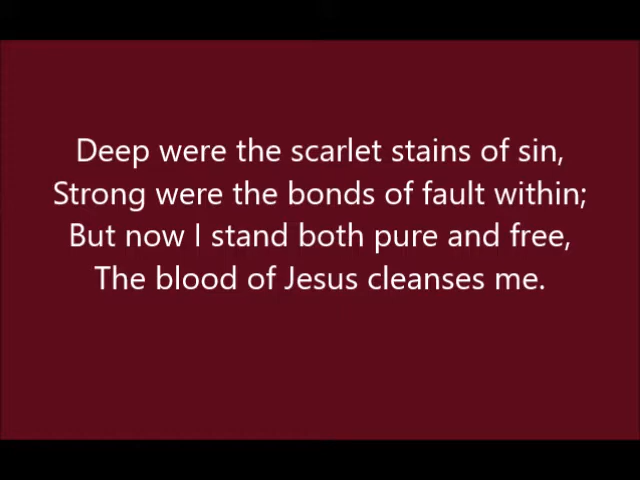 Deep were the scarlet stains of sin,
Strong were the bonds of fault within;
But now I stand both pure and free,
The blood of Jesus cleanses me.